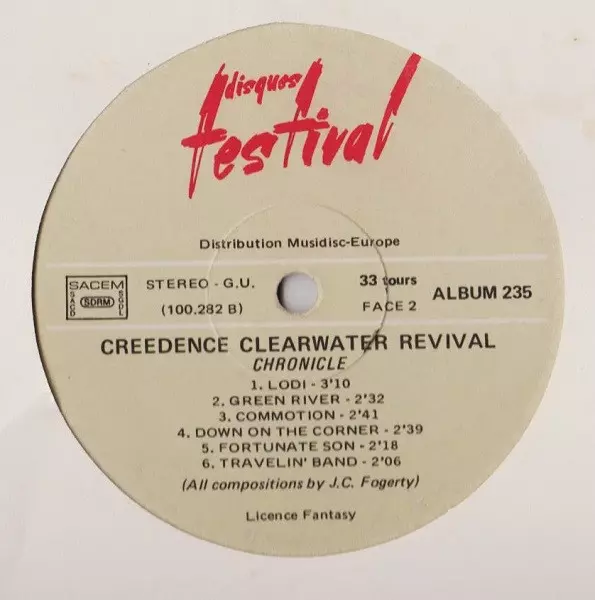 disques
festival
Distribution Musidisc-Europe
SACEM
SACD
SDRM
SGDL
STEREO - G.U.
(100.282 B)
33 tours
FACE 2
ALBUM 235
CREEDENCE CLEARWATER REVIVAL
CHRONICLE
1. LODI - 3'10
2. GREEN RIVER - 2'32
3. COMMOTION - 2'41
4. DOWN ON THE CORNER - 2'39
5. FORTUNATE SON - 2'18
6. TRAVELIN' BAND - 2'06
(All compositions by J.C. Fogerty)
Licence Fantasy